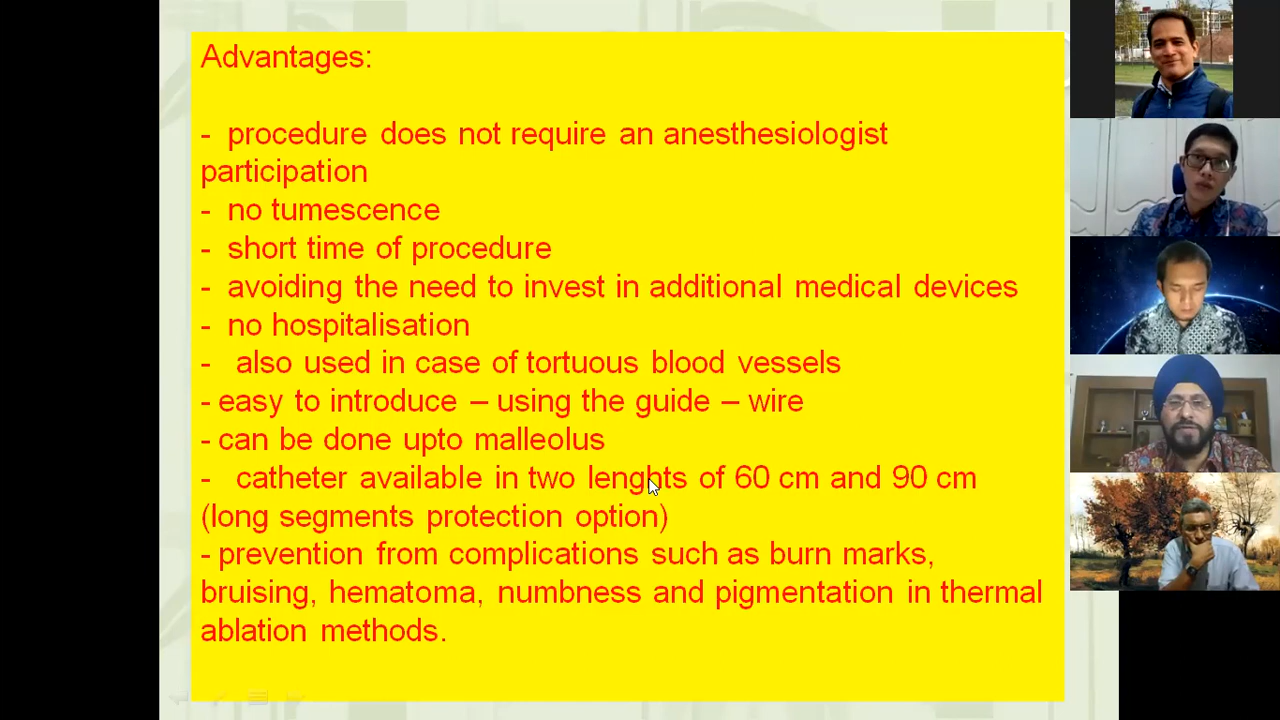 Advantages:
- procedure does not require an anesthesiologist
participation
- no tumescence
- short time of procedure
- avoiding the need to invest in additional medical devices
- no hospitalisation
- also used in case of tortuous blood vessels
- easy to introduce – using the guide – wire
- can be done upto malleolus
- catheter available in two lenghts of 60 cm and 90 cm
(long segments protection option)
- prevention from complications such as burn marks,
bruising, hematoma, numbness and pigmentation in thermal
ablation methods.